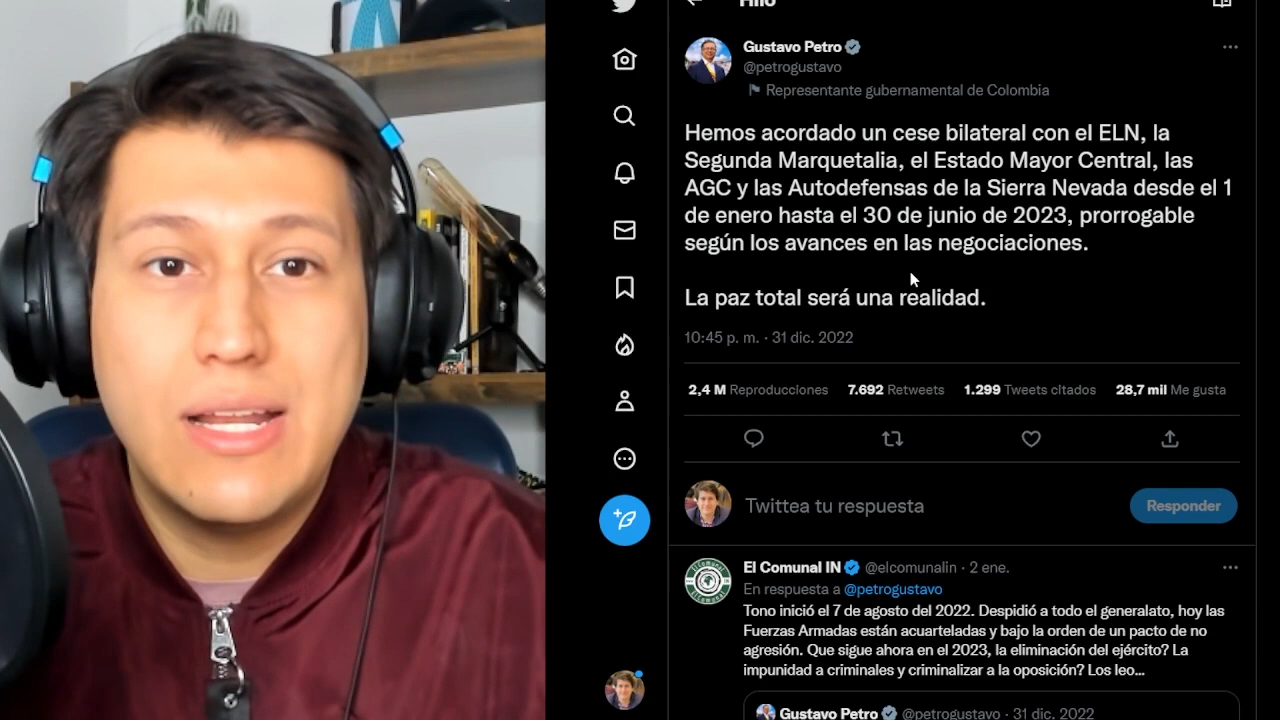 Hilo
Gustavo Petro
@petrogustavo
Representante gubernamental de Colombia
Hemos acordado un cese bilateral con el ELN, la
Segunda Marquetalia, el Estado Mayor Central, las
AGC y las Autodefensas de la Sierra Nevada desde el 1
de enero hasta el 30 de junio de 2023, prorrogable
según los avances en las negociaciones.
La paz total será una realidad.
10:45 p. m. · 31 dic. 2022
2,4 M Reproducciones 7.692 Retweets 1.299 Tweets citados 28,7 mil Me gusta
Twittea tu respuesta
Responder
El Comunal IN @elcomunalin · 2 ene.
En respuesta a @petrogustavo
Tono inició el 7 de agosto del 2022. Despidió a todo el generalato, hoy las
Fuerzas Armadas están acuarteladas y bajo la orden de un pacto de no
agresión. Que sigue ahora en el 2023, la eliminación del ejército? La
impunidad a criminales y criminalizar a la oposición? Los leo...
Gustavo Petro @petrogustavo · 31 dic. 2022